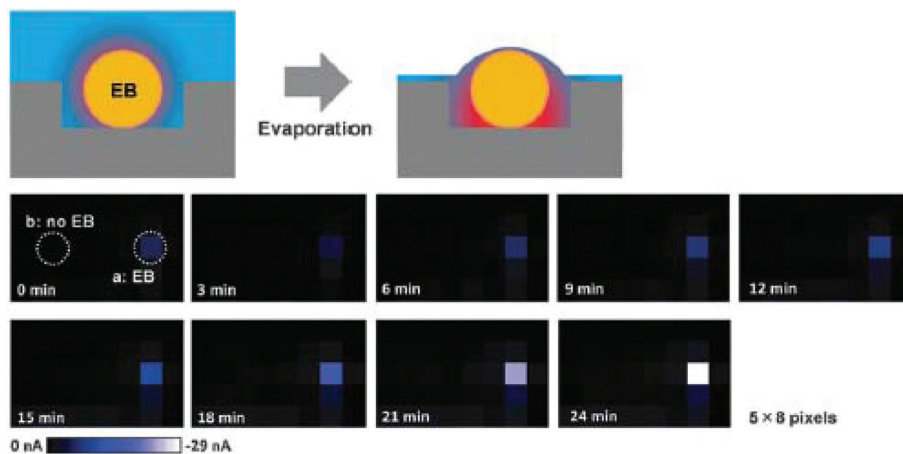 EB
Evaporation
b: no EB
a: EB
0 min
3 min
6 min
9 min
12 min
15 min
18 min
21 min
24 min
5 × 8 pixels
0 nA
-29 nA